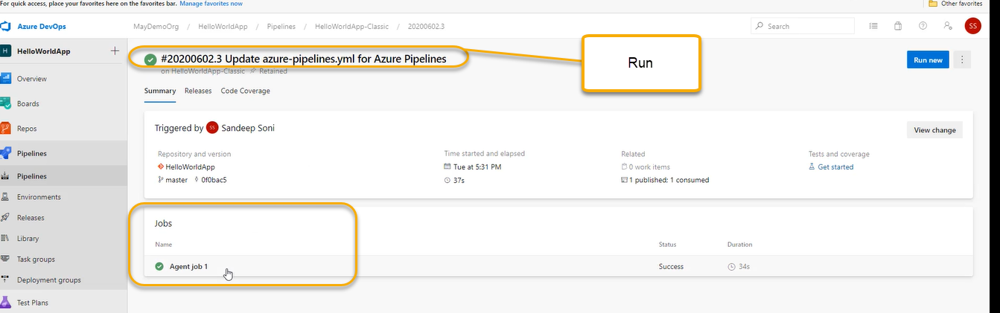 For quick access, place your favorites here on the favorites bar. Manage favorites now
Other favorites
Azure DevOps
MayDemoOrg / HelloWorldApp / Pipelines / HelloWorldApp-Classic / 20200602.3
Search
SS
H HelloWorldApp
#20200602.3 Update azure-pipelines.yml for Azure Pipelines
on HelloWorldApp-Classic Retained
Run
Run new
Overview
Boards
Repos
Pipelines
Pipelines
Environments
Releases
Library
Task groups
Deployment groups
Test Plans
Summary Releases Code Coverage
Triggered by SS Sandeep Soni
View change
Repository and version Time started and elapsed Related Tests and coverage
HelloWorldApp Tue at 5:31 PM 0 work items Get started
master 0f0bac5 37s 1 published: 1 consumed
Jobs
Name Status Duration
Agent job 1 Success 34s